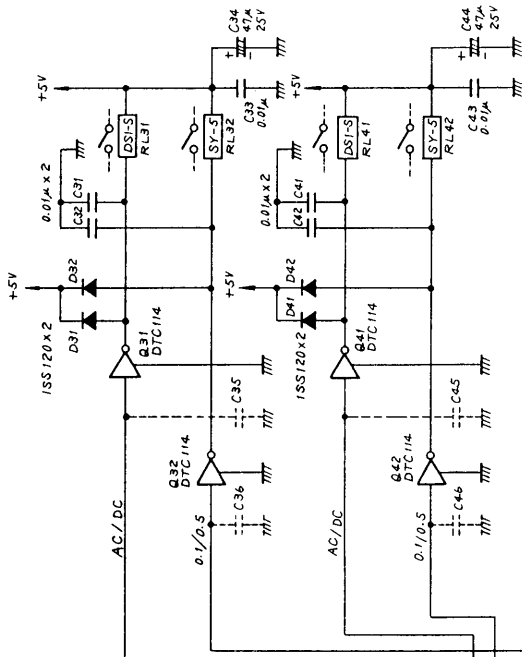 C34
47μ
25V
+
-
+5V
C33
0.01μ
DS1-S
RL31
SY-5
RL32
0.01μ x 2
C31
C32
+5V
D32
D31
1SS120 x 2
Q31
DTC114
C35
Q32
DTC114
C36
AC/DC
0.1/0.5
C44
47μ
25V
+
-
+5V
C43
0.01μ
DS1-S
RL41
SY-5
RL42
0.01μ x 2
C41
C42
+5V
D42
D41
1SS120 x 2
Q41
DTC114
C45
Q42
DTC114
C46
AC/DC
0.1/0.5